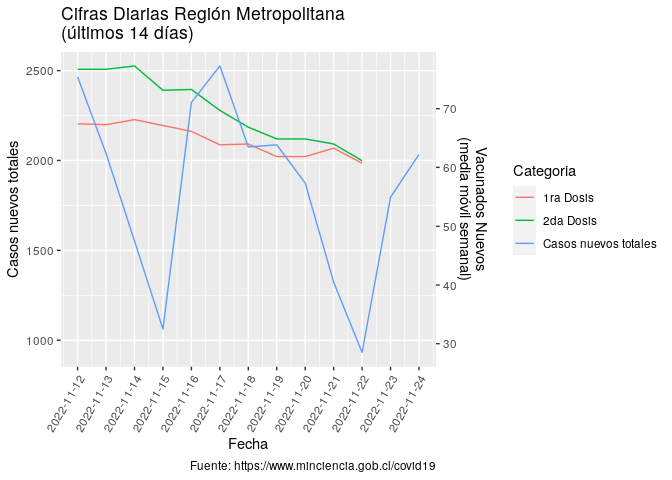 Cifras Diarias Región Metropolitana
(últimos 14 días)
Casos nuevos totales
2500
2000
1500
1000
70
60
50
40
30
Vacunados Nuevos
(media móvil semanal)
2022-11-12
2022-11-13
2022-11-14
2022-11-15
2022-11-16
2022-11-17
2022-11-18
2022-11-19
2022-11-20
2022-11-21
2022-11-22
2022-11-23
2022-11-24
Fecha
Categoria
1ra Dosis
2da Dosis
Casos nuevos totales
Fuente: https://www.minciencia.gob.cl/covid19